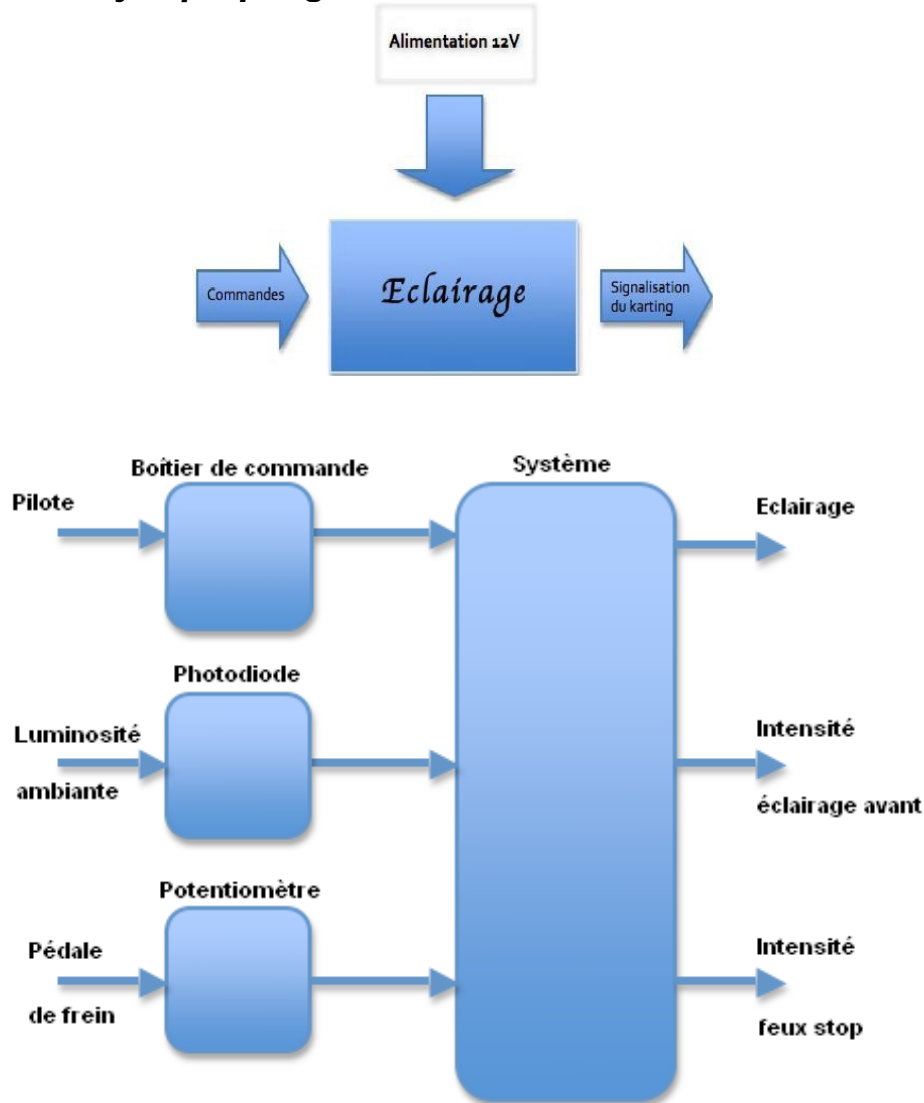 Alimentation 12V
Commandes
Eclairage
Signalisation
du karting
Boîtier de commande
Système
Pilote
Eclairage
Photodiode
Luminosité
ambiante
Intensité
éclairage avant
Potentiomètre
Pédale
de frein
Intensité
feux stop